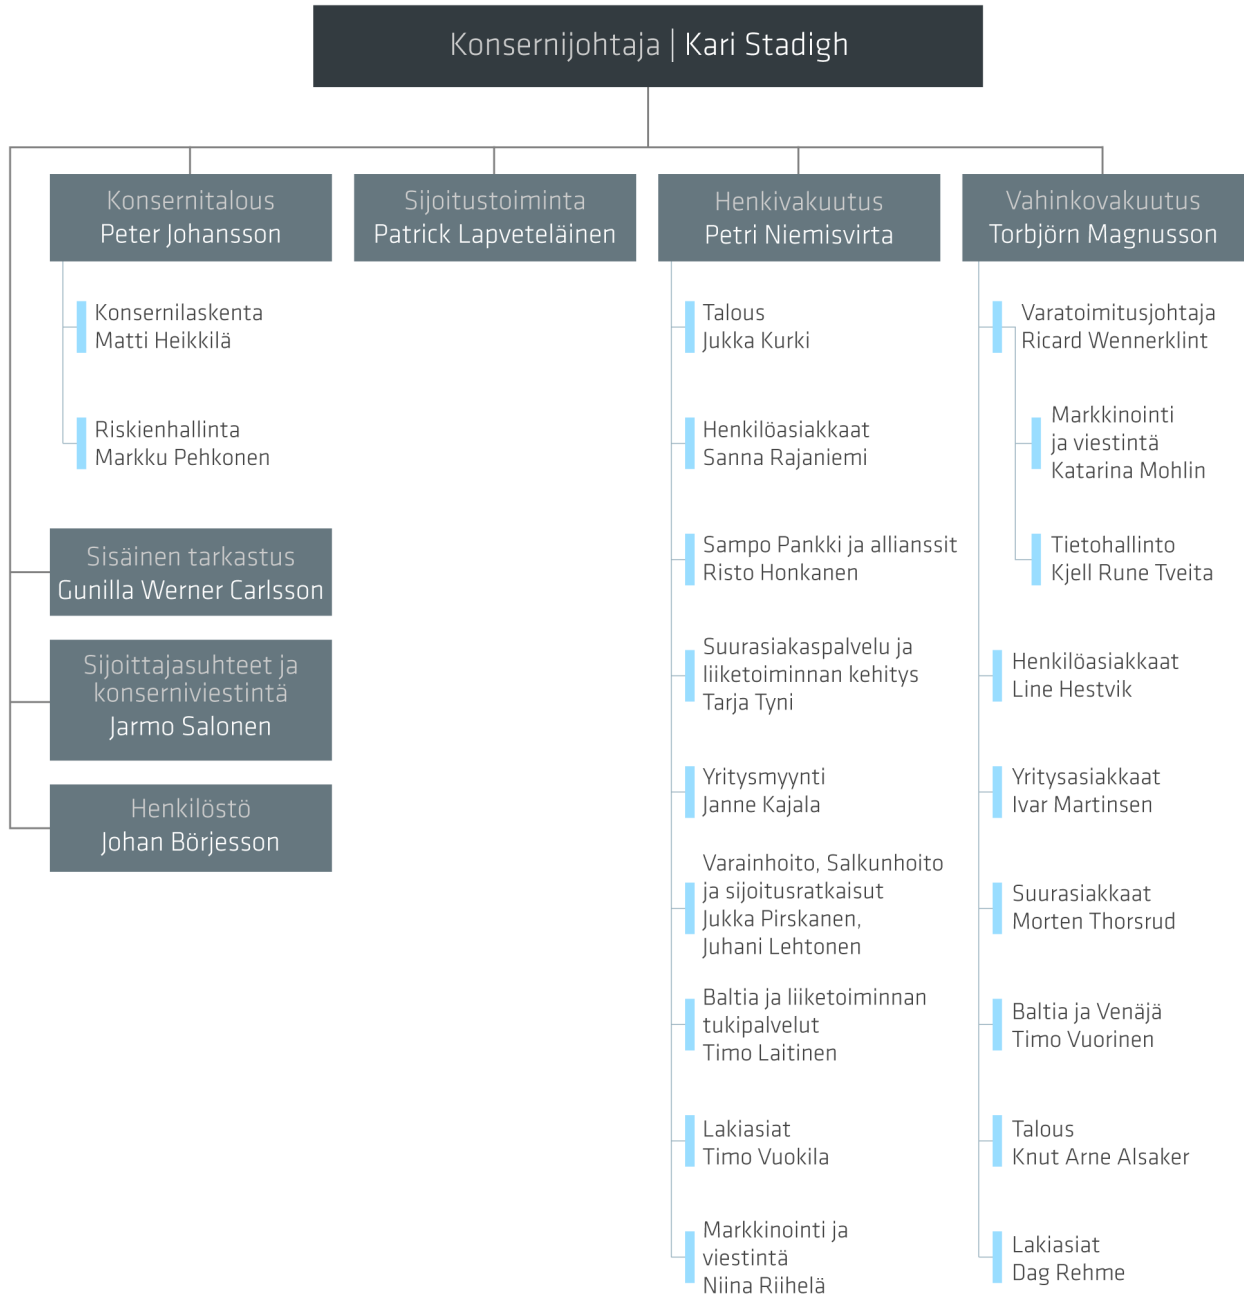 Konsernijohtaja | Kari Stadigh
Konsernitalous
Peter Johansson
Konsernilaskenta
Matti Heikkilä
Riskienhallinta
Markku Pehkonen
Sisäinen tarkastus
Gunilla Werner Carlsson
Sijoittajasuhteet ja
konserniviestintä
Jarmo Salonen
Henkilöstö
Johan Börjesson
Sijoitustoiminta
Patrick Lapveteläinen
Henkivakuutus
Petri Niemisvirta
Talous
Jukka Kurki
Henkilöasiakkaat
Sanna Rajaniemi
Sampo Pankki ja allianssit
Risto Honkanen
Suurasiakaspalvelu ja
liiketoiminnan kehitys
Tarja Tyni
Yritysmyynti
Janne Kajala
Varainhoito, Salkunhoito
ja sijoitusratkaisut
Jukka Pirskanen,
Juhani Lehtonen
Baltia ja liiketoiminnan
tukipalvelut
Timo Laitinen
Lakiasiat
Timo Vuokila
Markkinointi ja
viestintä
Niina Riihelä
Vahinkovakuutus
Torbjörn Magnusson
Varatoimitusjohtaja
Ricard Wennerklint
Markkinointi
ja viestintä
Katarina Mohlin
Tietohallinto
Kjell Rune Tveita
Henkilöasiakkaat
Line Hestvik
Yritysasiakkaat
Ivar Martinsen
Suurasiakkaat
Morten Thorsrud
Baltia ja Venäjä
Timo Vuorinen
Talous
Knut Arne Alsaker
Lakiasiat
Dag Rehme